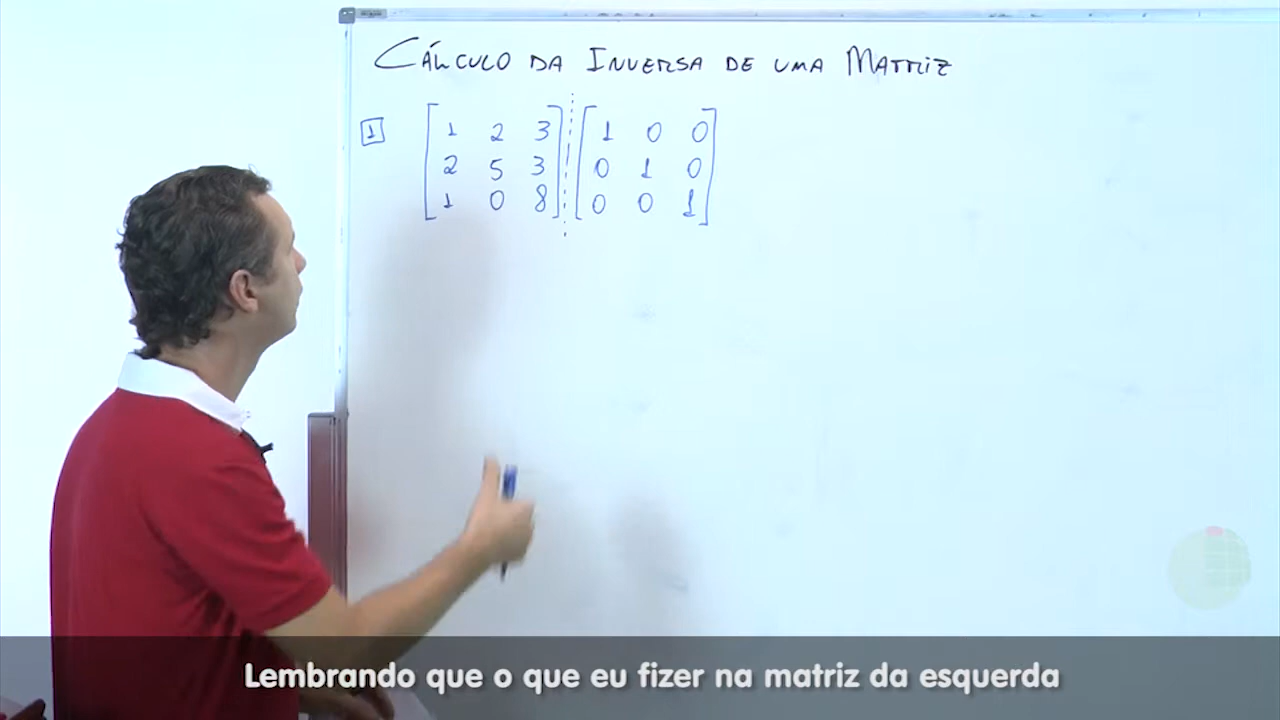 CÁLCULO DA INVERSA DE UMA MATRIZ
1 [1 2 3] [1 0 0]
[2 5 3] [0 1 0]
[1 0 8] [0 0 1]
Lembrando que o que eu fizer na matriz da esquerda